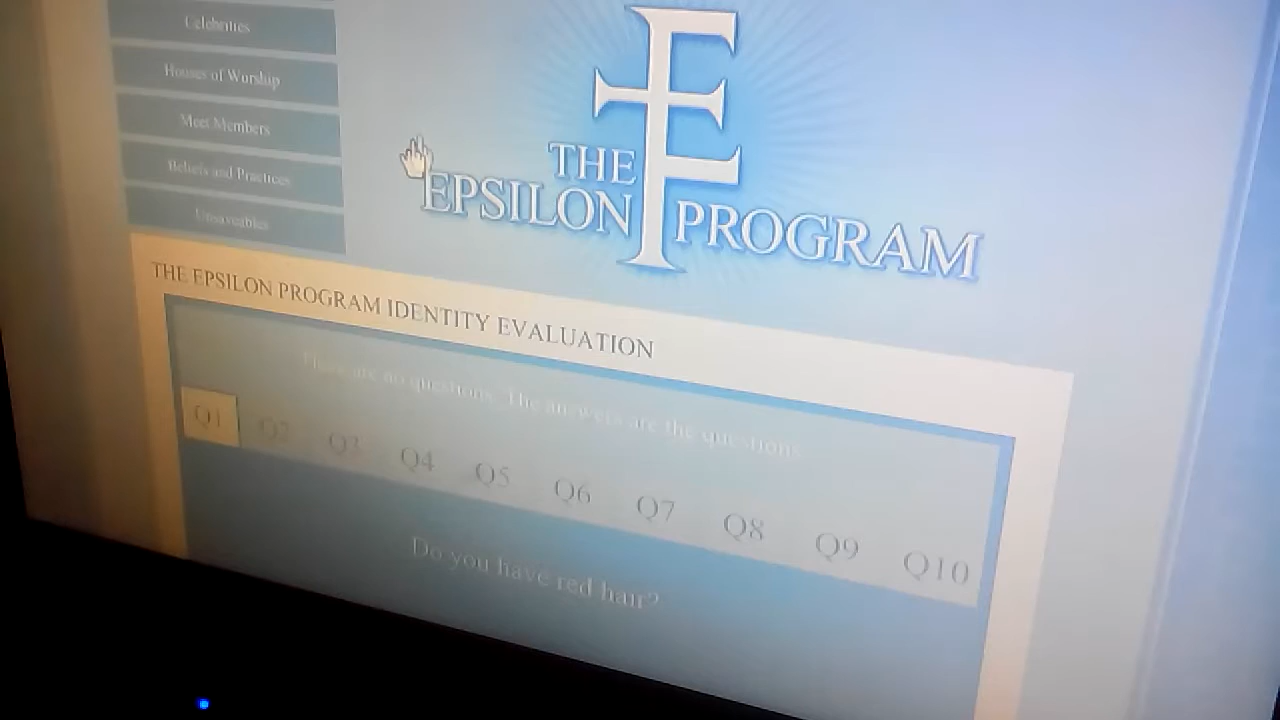 Celebrities
Houses of Worship
Meet Members
Beliefs and Practices
Unsaveables
THE
EPSILON PROGRAM
THE EPSILON PROGRAM IDENTITY EVALUATION
There are no questions. The answers are the questions.
Q1 Q2 Q3 Q4 Q5 Q6 Q7 Q8 Q9 Q10
Do you have red hair?